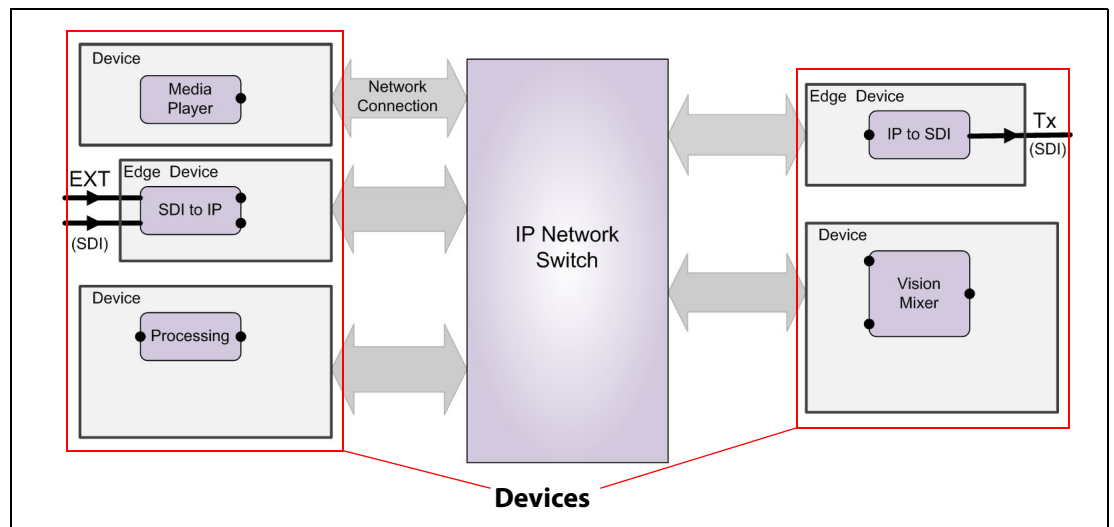 Device
Media
Player
Network
Connection
EXT
(SDI)
Edge Device
SDI to IP
Device
Processing
IP Network
Switch
Edge Device
IP to SDI
Tx
(SDI)
Device
Vision
Mixer
Devices